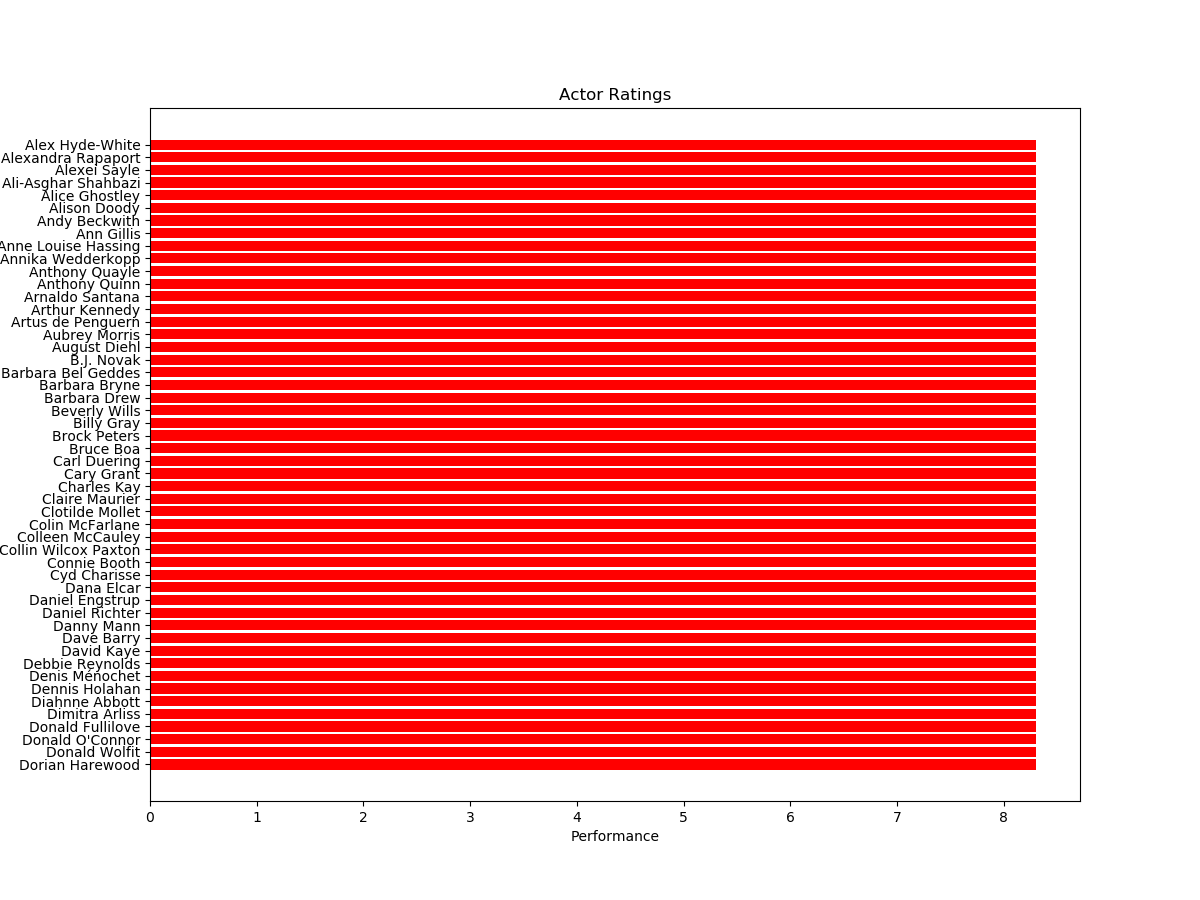 Actor Ratings
Alex Hyde-White
Alexandra Rapaport
Alexei Sayle
Ali-Asghar Shahbazi
Alice Ghostley
Alison Doody
Andy Beckwith
Ann Gillis
Anne Louise Hassing
Annika Wedderkopp
Anthony Quayle
Anthony Quinn
Arnaldo Santana
Arthur Kennedy
Artus de Penguern
Aubrey Morris
August Diehl
B.J. Novak
Barbara Bel Geddes
Barbara Bryne
Barbara Drew
Beverly Wills
Billy Gray
Brock Peters
Bruce Boa
Carl Duering
Cary Grant
Charles Kay
Claire Maurier
Clotilde Mollet
Colin McFarlane
Colleen McCauley
Collin Wilcox Paxton
Connie Booth
Cyd Charisse
Dana Elcar
Daniel Engstrup
Daniel Richter
Danny Mann
Dave Barry
David Kaye
Debbie Reynolds
Denis Ménochet
Dennis Holahan
Diahnne Abbott
Dimitra Arliss
Donald Fullilove
Donald O'Connor
Donald Wolfit
Dorian Harewood
0 1 2 3 4 5 6 7 8
Performance